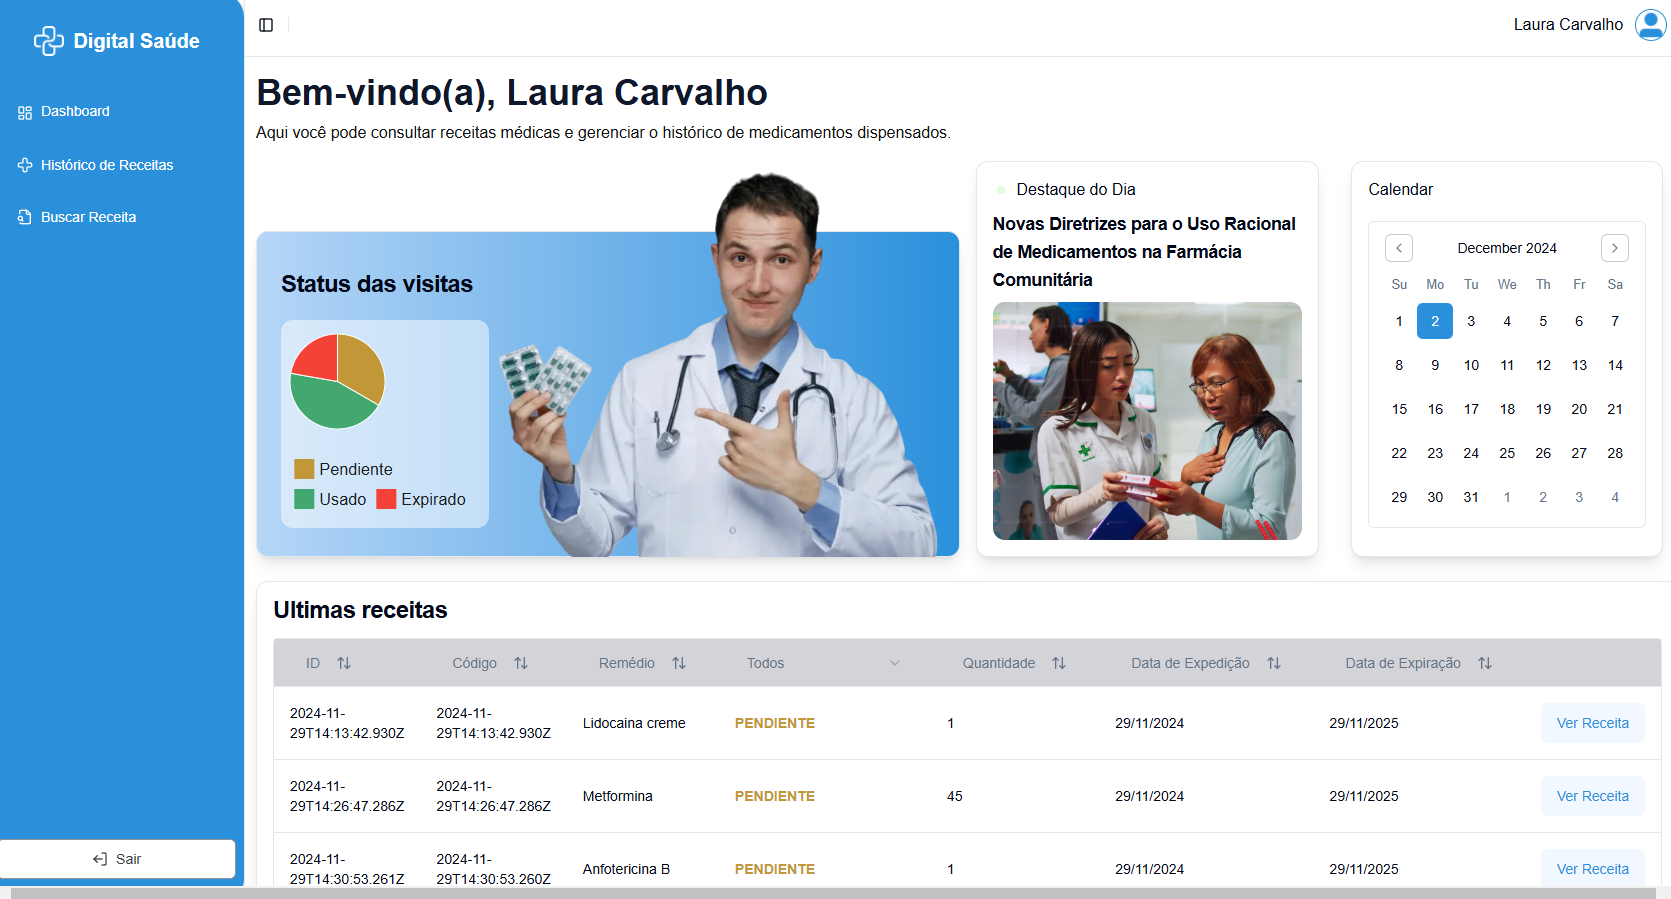 Digital Saúde
Dashboard
Histórico de Receitas
Buscar Receita
Sair
Laura Carvalho
Bem-vindo(a), Laura Carvalho
Aqui você pode consultar receitas médicas e gerenciar o histórico de medicamentos dispensados.
Status das visitas
Pendiente
Usado Expirado
Destaque do Dia
Novas Diretrizes para o Uso Racional
de Medicamentos na Farmácia
Comunitária
Calendar
December 2024
Su Mo Tu We Th Fr Sa
1 2 3 4 5 6 7
8 9 10 11 12 13 14
15 16 17 18 19 20 21
22 23 24 25 26 27 28
29 30 31 1 2 3 4
Ultimas receitas
ID Código Remédio Todos Quantidade Data de Expedição Data de Expiração
2024-11-29T14:13:42.930Z 2024-11-29T14:13:42.930Z Lidocaina creme PENDIENTE 1 29/11/2024 29/11/2025 Ver Receita
2024-11-29T14:26:47.286Z 2024-11-29T14:26:47.286Z Metformina PENDIENTE 45 29/11/2024 29/11/2025 Ver Receita
2024-11-29T14:30:53.261Z 2024-11-29T14:30:53.260Z Anfotericina B PENDIENTE 1 29/11/2024 29/11/2025 Ver Receita